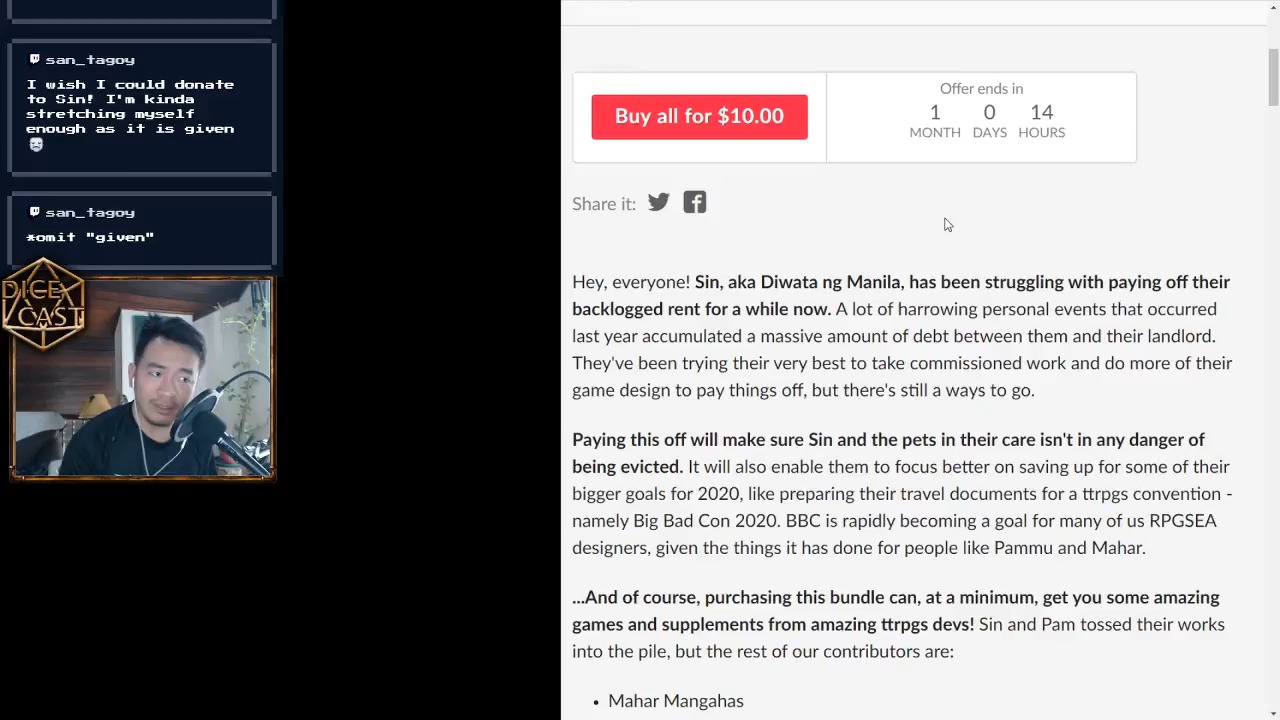 san_tagoy
I wish I could donate
to Sin! I'm kinda
stretching myself
enough as it is given
san_tagoy
*omit "given"
DICE
CAST
Buy all for $10.00
Offer ends in
1 0 14
MONTH DAYS HOURS
Share it:
Hey, everyone! Sin, aka Diwata ng Manila, has been struggling with paying off their
backlogged rent for a while now. A lot of harrowing personal events that occurred
last year accumulated a massive amount of debt between them and their landlord.
They've been trying their very best to take commissioned work and do more of their
game design to pay things off, but there's still a ways to go.
Paying this off will make sure Sin and the pets in their care isn't in any danger of
being evicted. It will also enable them to focus better on saving up for some of their
bigger goals for 2020, like preparing their travel documents for a ttrpgs convention -
namely Big Bad Con 2020. BBC is rapidly becoming a goal for many of us RPGSEA
designers, given the things it has done for people like Pammu and Mahar.
...And of course, purchasing this bundle can, at a minimum, get you some amazing
games and supplements from amazing ttrpgs devs! Sin and Pam tossed their works
into the pile, but the rest of our contributors are:
• Mahar Mangahas